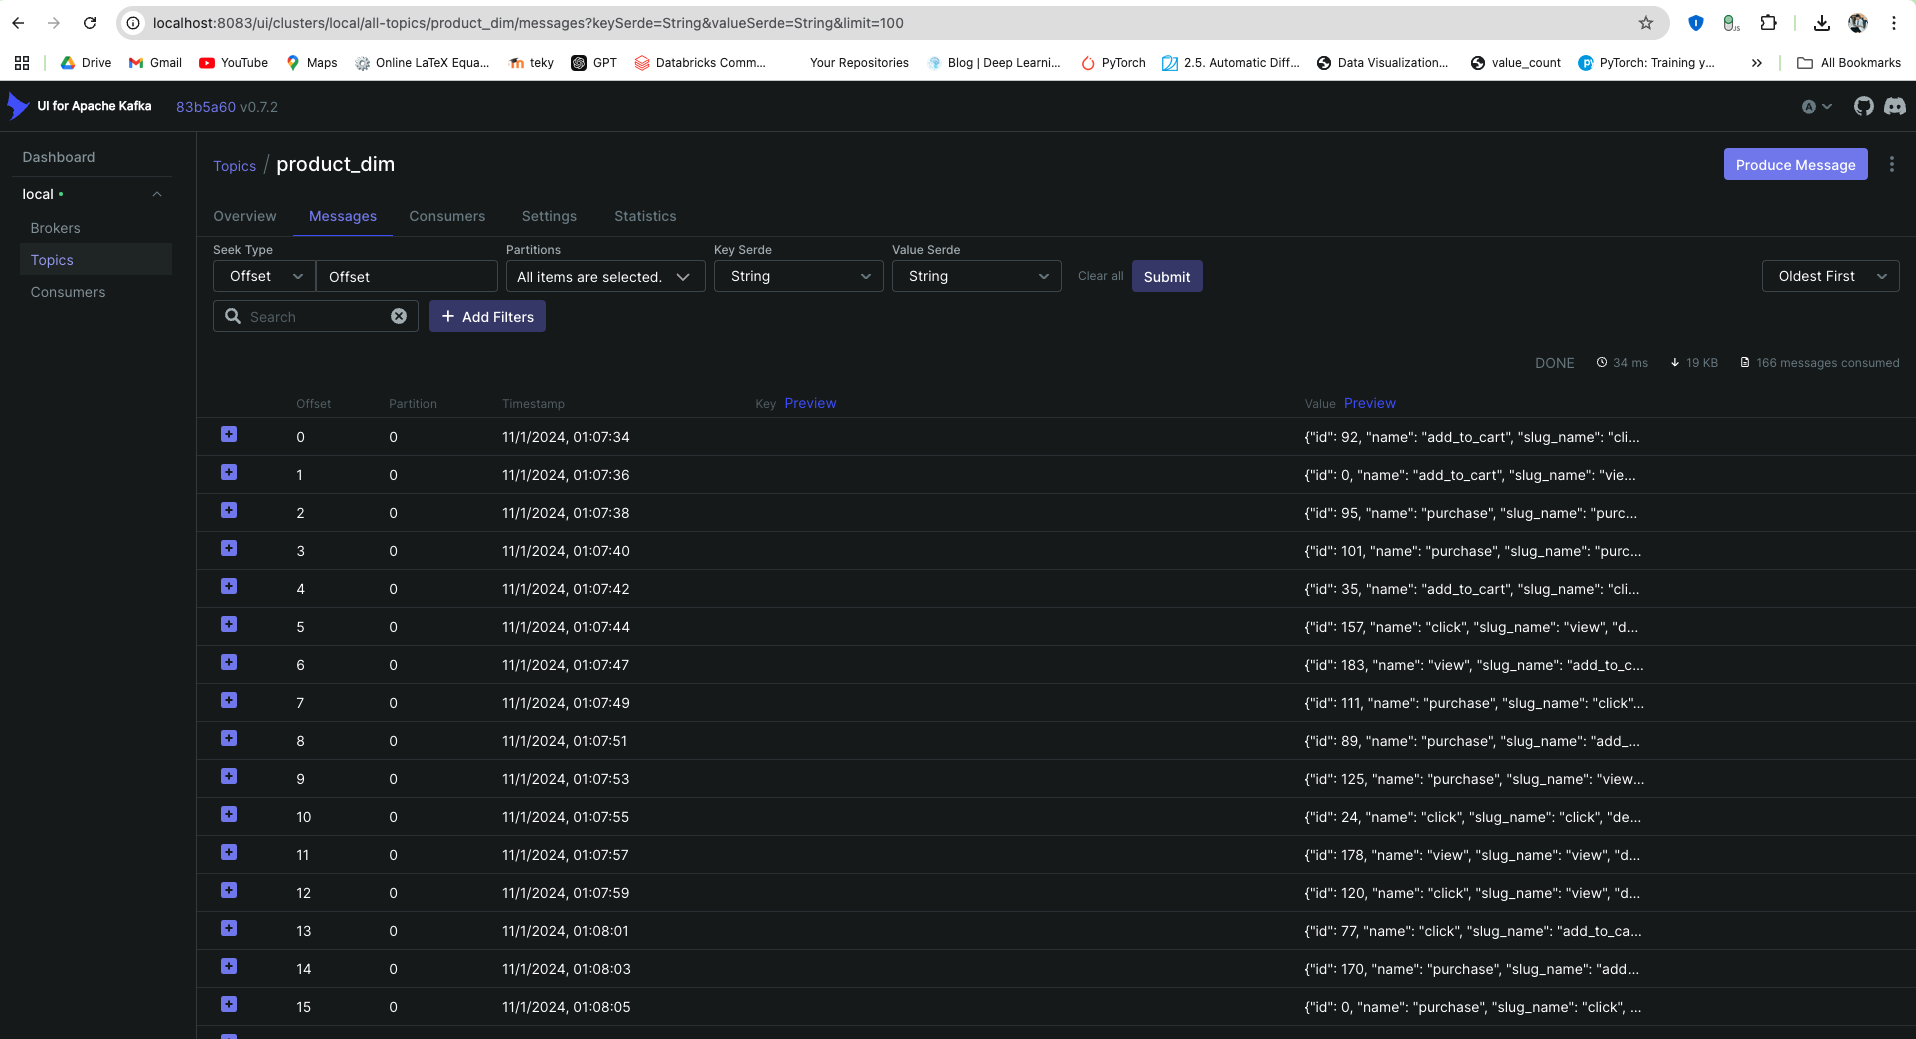 localhost:8083/ui/clusters/local/all-topics/product_dim/messages?keySerde=String&valueSerde=String&limit=100
Drive Gmail YouTube Maps Online LaTeX Equa... teky GPT Databricks Comm... Your Repositories Blog | Deep Learni... PyTorch 2.5. Automatic Diff... Data Visualization... value_count PyTorch: Training y... » All Bookmarks
UI for Apache Kafka 83b5a60 v0.7.2 A
Dashboard
local
Brokers
Topics
Consumers
Topics / product_dim Produce Message
Overview Messages Consumers Settings Statistics
Seek Type Partitions Key Serde Value Serde
Offset Offset All items are selected. String String Clear all Submit Oldest First
Search + Add Filters
DONE 34 ms 19 KB 166 messages consumed
Offset Partition Timestamp Key Preview Value Preview
0 0 11/1/2024, 01:07:34 {"id": 92, "name": "add_to_cart", "slug_name": "cli...
1 0 11/1/2024, 01:07:36 {"id": 0, "name": "add_to_cart", "slug_name": "vie...
2 0 11/1/2024, 01:07:38 {"id": 95, "name": "purchase", "slug_name": "purc...
3 0 11/1/2024, 01:07:40 {"id": 101, "name": "purchase", "slug_name": "purc...
4 0 11/1/2024, 01:07:42 {"id": 35, "name": "add_to_cart", "slug_name": "cli...
5 0 11/1/2024, 01:07:44 {"id": 157, "name": "click", "slug_name": "view", "d...
6 0 11/1/2024, 01:07:47 {"id": 183, "name": "view", "slug_name": "add_to_c...
7 0 11/1/2024, 01:07:49 {"id": 111, "name": "purchase", "slug_name": "click"...
8 0 11/1/2024, 01:07:51 {"id": 89, "name": "purchase", "slug_name": "add_...
9 0 11/1/2024, 01:07:53 {"id": 125, "name": "purchase", "slug_name": "view...
10 0 11/1/2024, 01:07:55 {"id": 24, "name": "click", "slug_name": "click", "de...
11 0 11/1/2024, 01:07:57 {"id": 178, "name": "view", "slug_name": "view", "d...
12 0 11/1/2024, 01:07:59 {"id": 120, "name": "click", "slug_name": "view", "d...
13 0 11/1/2024, 01:08:01 {"id": 77, "name": "click", "slug_name": "add_to_ca...
14 0 11/1/2024, 01:08:03 {"id": 170, "name": "purchase", "slug_name": "add...
15 0 11/1/2024, 01:08:05 {"id": 0, "name": "purchase", "slug_name": "click", ...